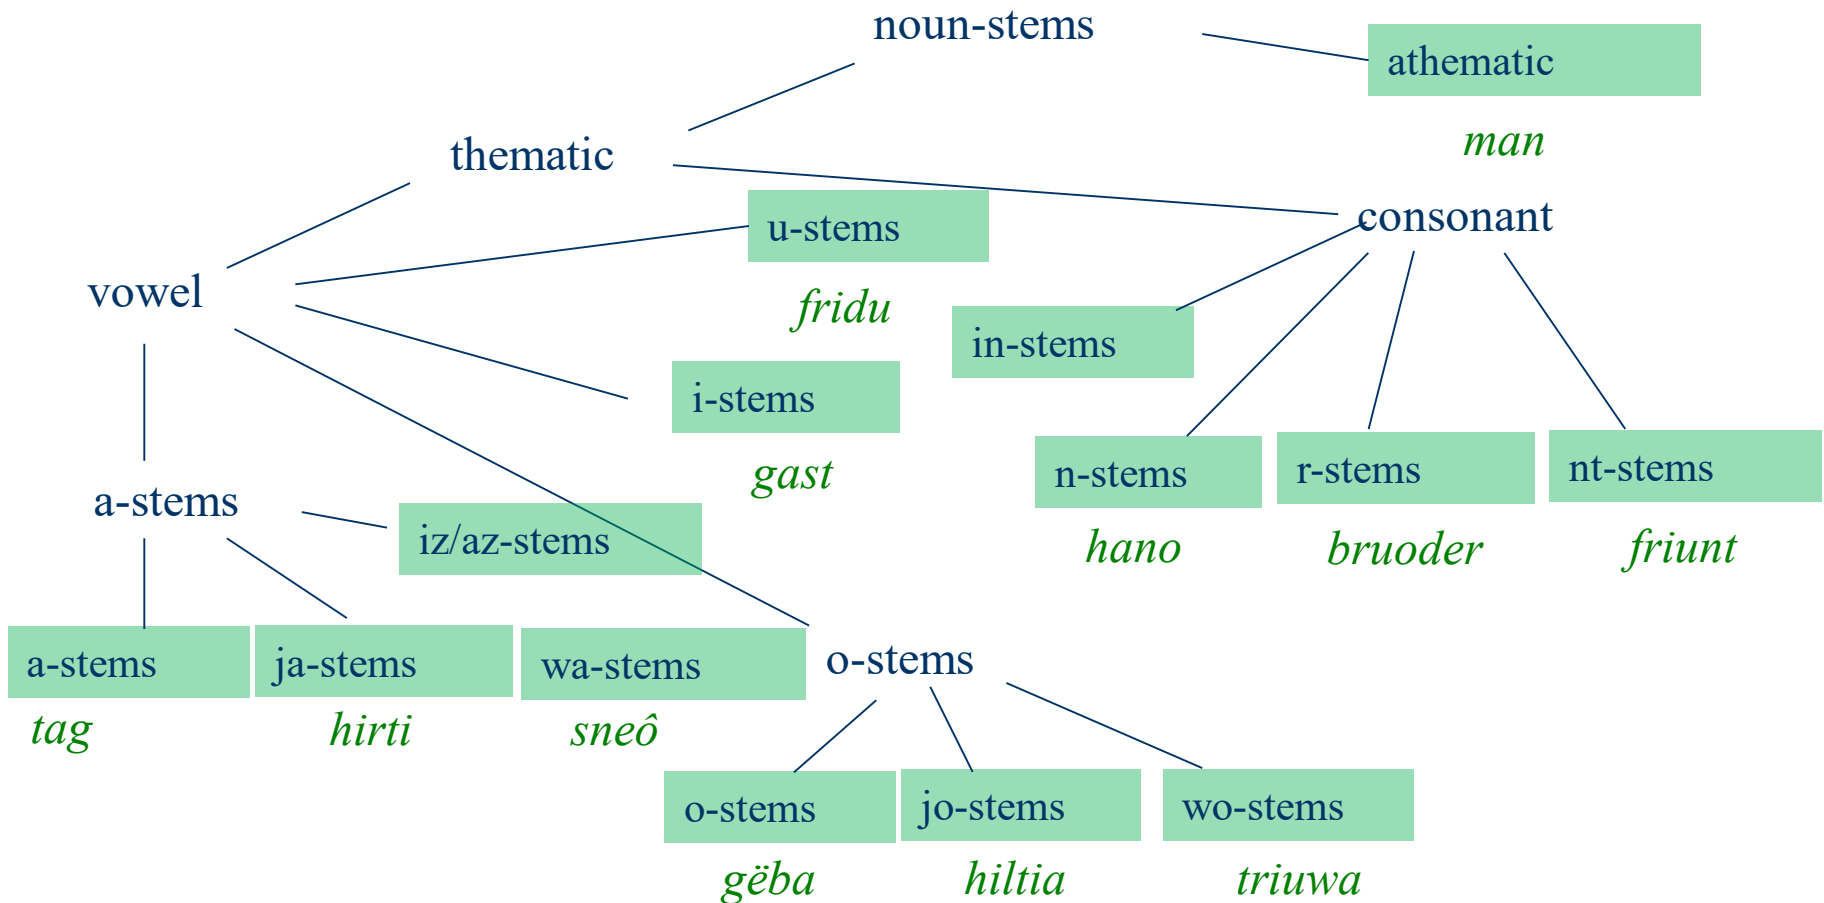 noun-stems
athematic
man
thematic
consonant
u-stems
fridu
vowel
in-stems
i-stems
gast
n-stems
r-stems
nt-stems
hano
bruoder
friunt
a-stems
iz/az-stems
a-stems
ja-stems
wa-stems
o-stems
tag
hirti
sneô
o-stems
jo-stems
wo-stems
gëba
hiltia
triuwa